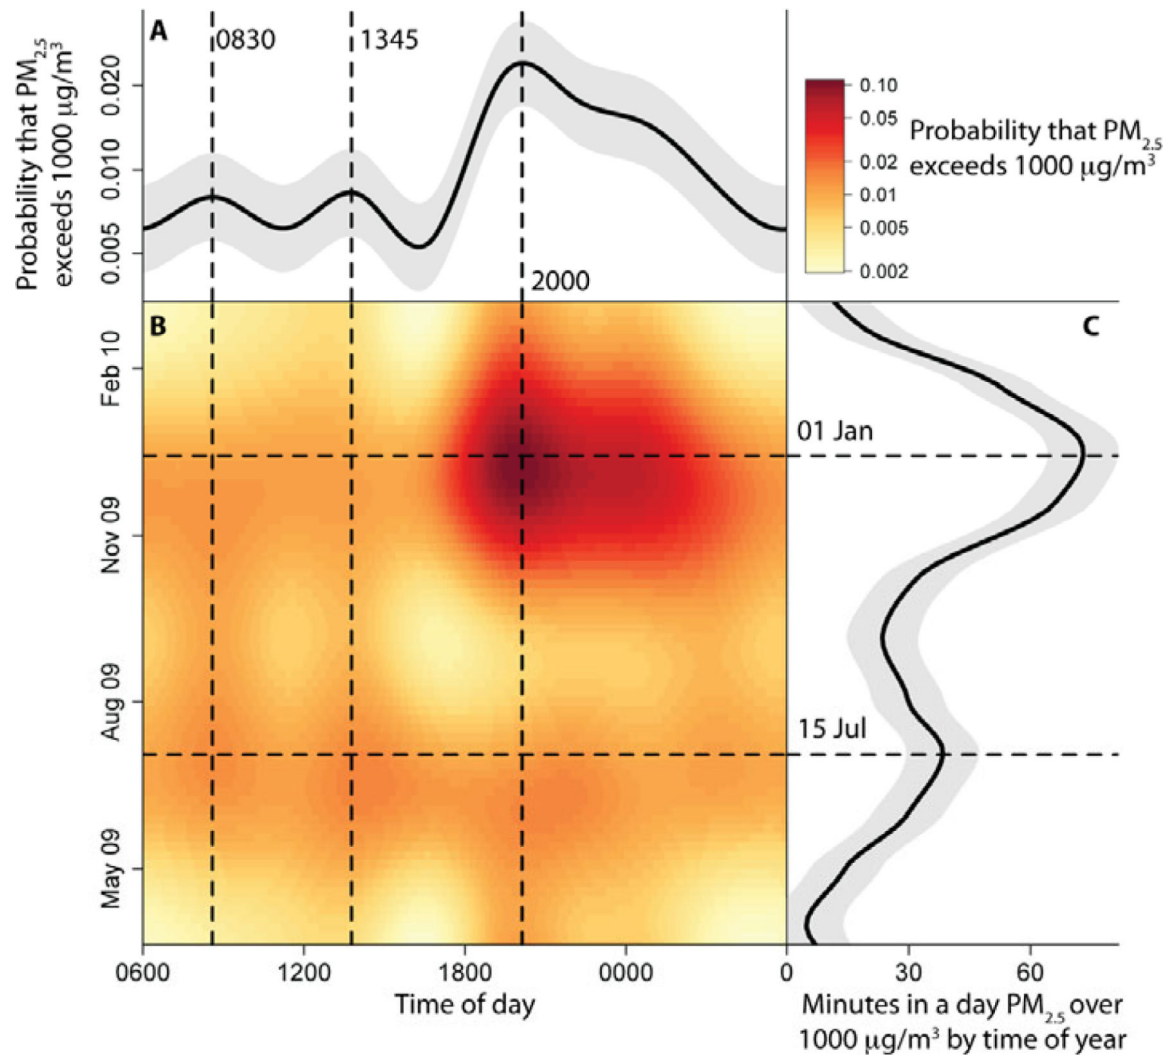 A
0830
1345
2000
Probability that PM2.5
exceeds 1000 μg/m³
0.020
0.010
0.005
0.10
0.05
0.02
0.01
0.005
0.002
Probability that PM2.5
exceeds 1000 μg/m³
B
Feb 10
Nov 09
Aug 09
May 09
0600
1200
1800
0000
Time of day
C
01 Jan
15 Jul
0
30
60
Minutes in a day PM2.5 over
1000 μg/m³ by time of year